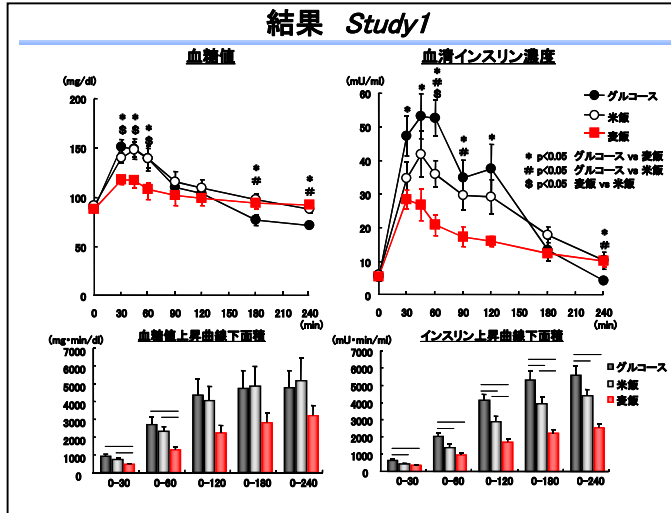 結果 Study1
血糖値
(mg/dl)
200
150
100
50
0
* $
* $
* $
* #
* #
0 30 60 90 120 150 180 210 240
(min)
血清インスリン濃度
(mU/ml)
60
50
40
30
20
10
0
*
*
* # $
* #
*
* #
0 30 60 90 120 150 180 210 240
(min)
グルコース
米飯
麦飯
* p<0.05 グルコース vs 麦飯
# p<0.05 グルコース vs 米飯
$ p<0.05 麦飯 vs 米飯
血糖値上昇曲線下面積
(mg・min/dl)
7000
6000
5000
4000
3000
2000
1000
0
0-30 0-60 0-120 0-180 0-240
インスリン上昇曲線下面積
(mU・min/ml)
7000
6000
5000
4000
3000
2000
1000
0
0-30 0-60 0-120 0-180 0-240
グルコース
米飯
麦飯